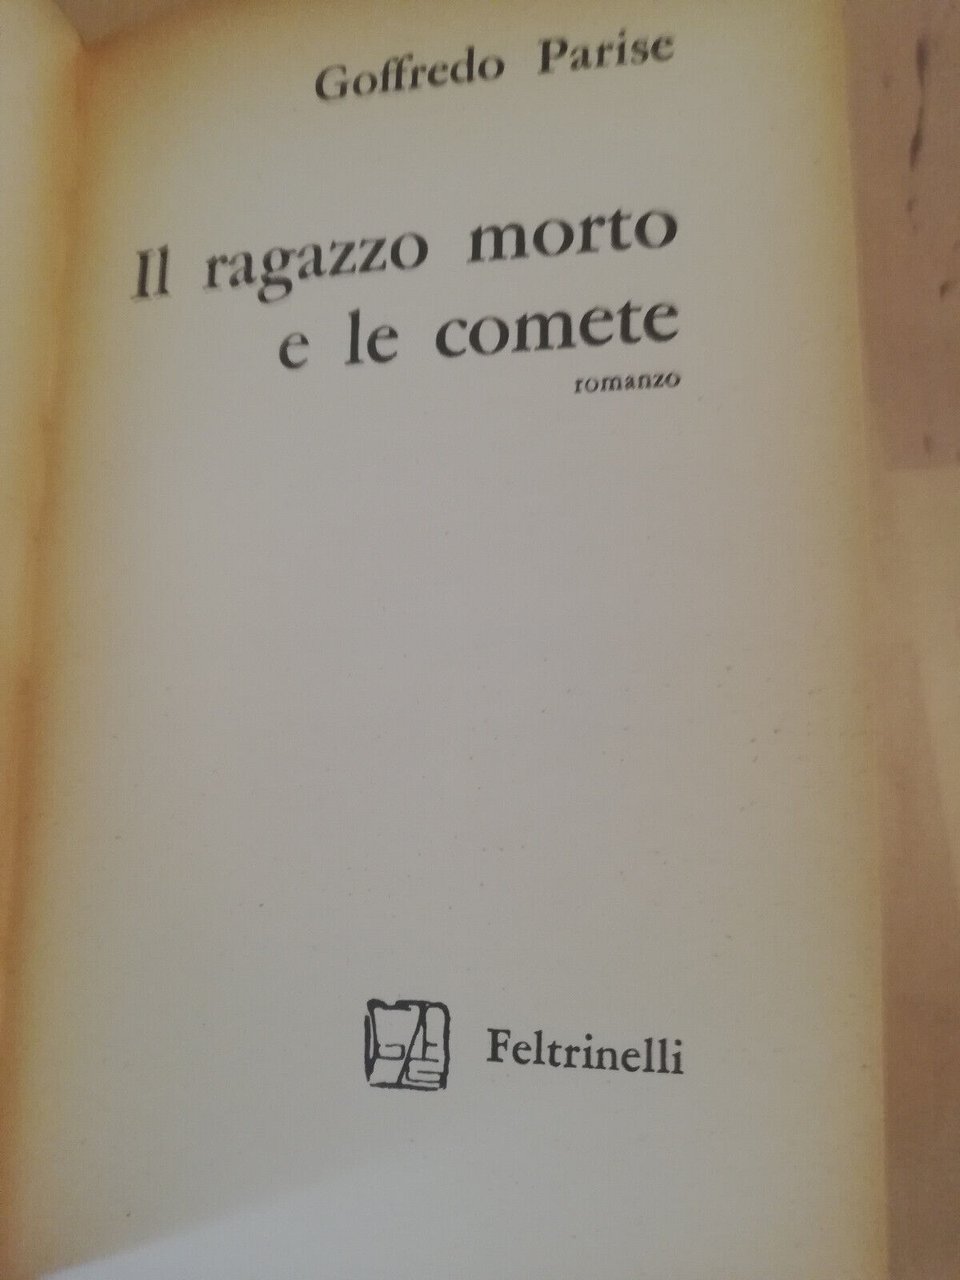 Goffredo Parise
Il ragazzo morto
e le comete
romanzo
Feltrinelli